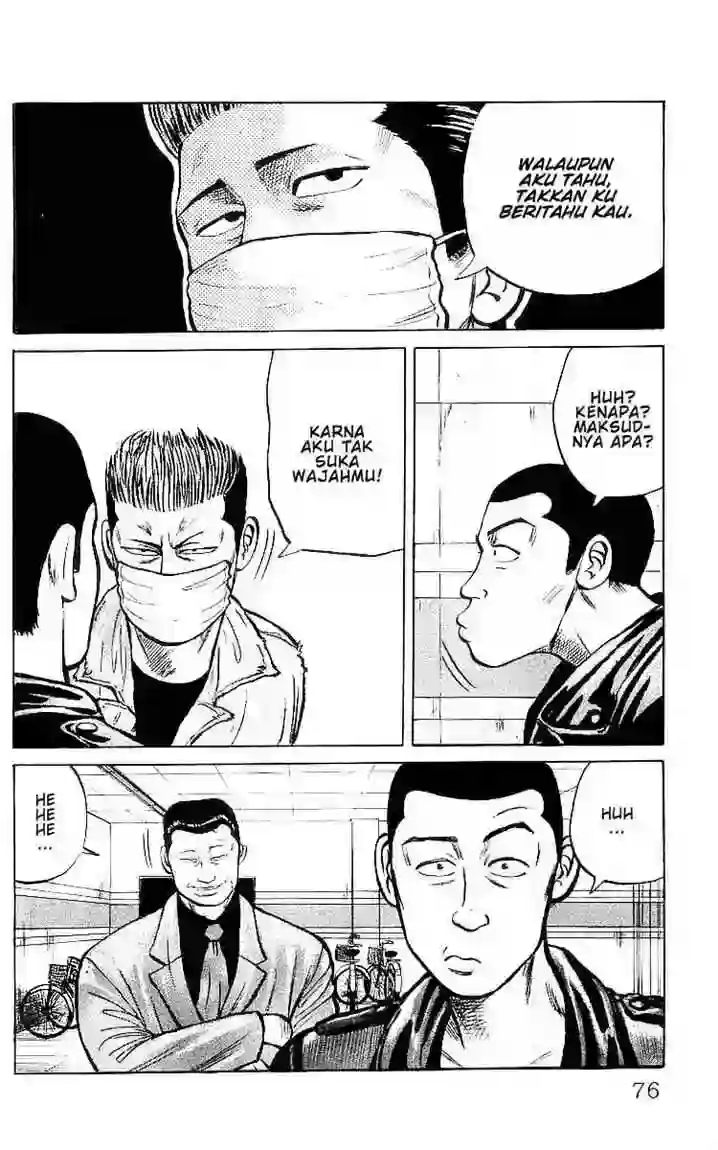 WALAUPUN
AKU TAHU,
TAKKAN KU
BERITAHU KAU.
HUH?
KENAPA?
MAKSUD-
NYA APA?
KARNA
AKU TAK
SUKA
WAJAHMU!
HUH
...
HE
HE
HE
...
76